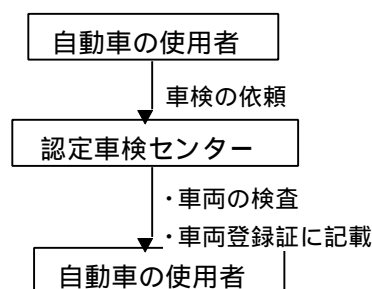 自動車の使用者
車検の依頼
認定車検センター
・車両の検査
・車両登録証に記載
自動車の使用者